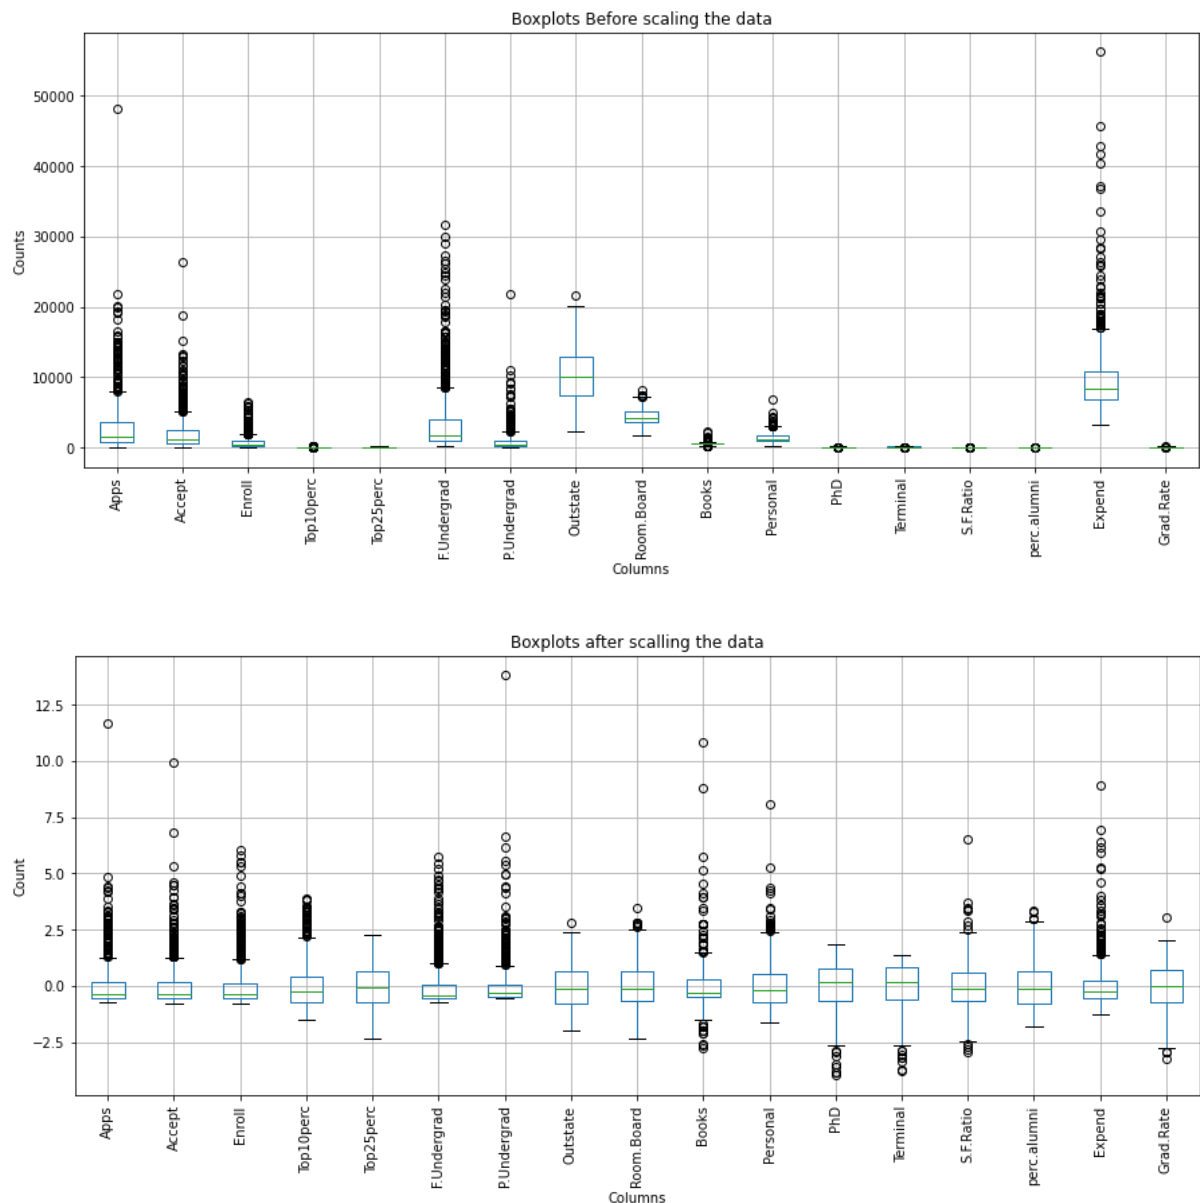 Boxplots Before scaling the data
50000
40000
30000
20000
10000
0
Counts
Apps
Accept
Enroll
Top10perc
Top25perc
F.Undergrad
P.Undergrad
Outstate
Room.Board
Books
Personal
PhD
Terminal
S.F.Ratio
perc.alumni
Expend
Grad.Rate
Columns
Boxplots after scalling the data
12.5
10.0
7.5
5.0
2.5
0.0
−2.5
Count
Apps
Accept
Enroll
Top10perc
Top25perc
F.Undergrad
P.Undergrad
Outstate
Room.Board
Books
Personal
PhD
Terminal
S.F.Ratio
perc.alumni
Expend
Grad.Rate
Columns